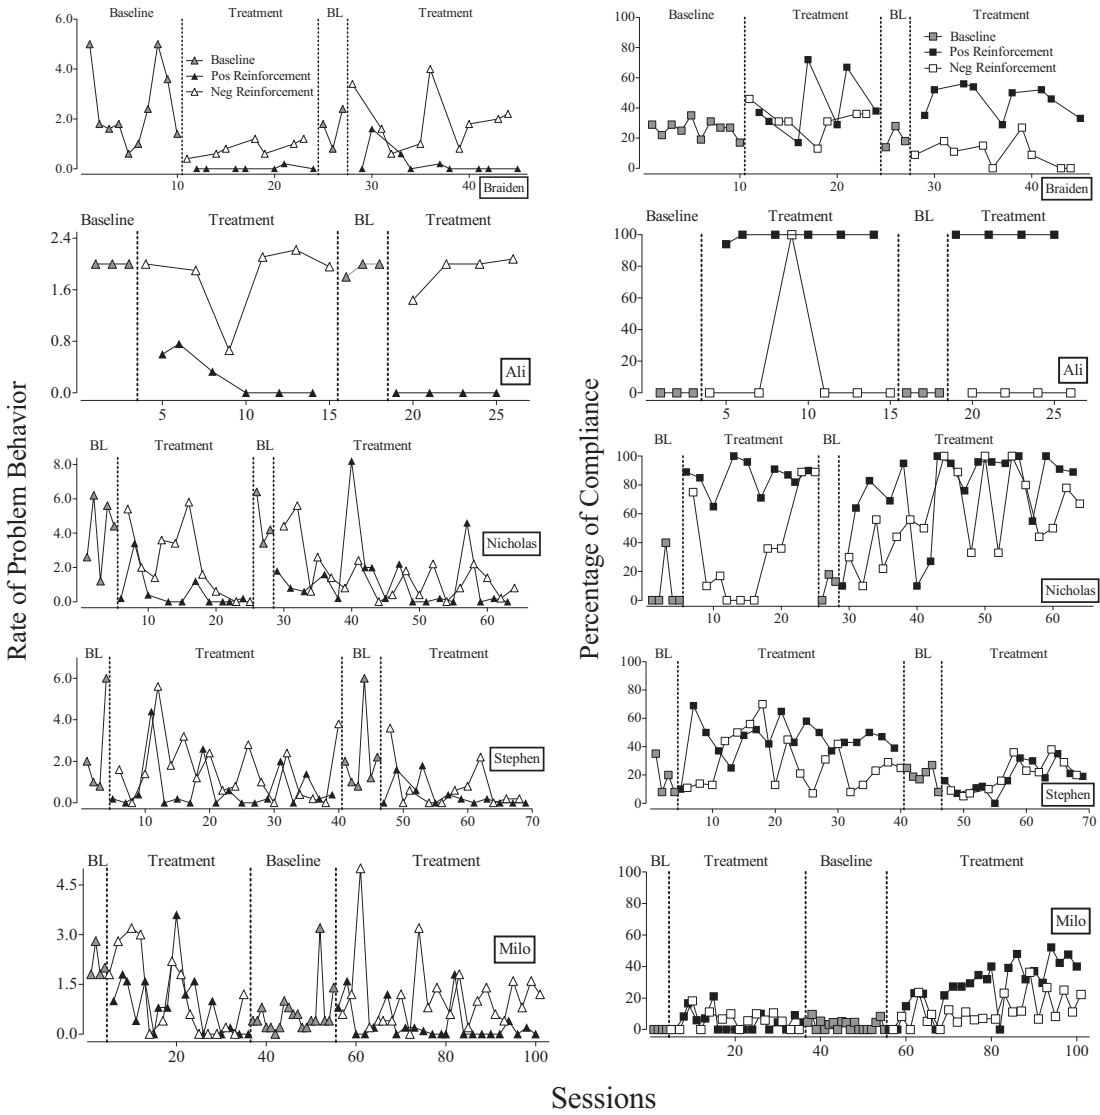 Baseline Treatment BL Treatment
6.0
4.0
2.0
0.0
10 20 30 40
Baseline
Pos Reinforcement
Neg Reinforcement
Braiden
Baseline Treatment BL Treatment
100
80
60
40
20
0
10 20 30 40
Baseline
Pos Reinforcement
Neg Reinforcement
Braiden
Baseline Treatment BL Treatment
2.4
1.6
0.8
0.0
5 10 15 20 25
Ali
Baseline Treatment BL Treatment
100
80
60
40
20
0
5 10 15 20 25
Ali
Rate of Problem Behavior
Percentage of Compliance
BL Treatment BL Treatment
8.0
6.0
4.0
2.0
0.0
10 20 30 40 50 60
Nicholas
BL Treatment BL Treatment
100
80
60
40
20
0
10 20 30 40 50 60
Nicholas
BL Treatment BL Treatment
6.0
4.0
2.0
0.0
10 20 30 40 50 60 70
Stephen
BL Treatment BL Treatment
100
80
60
40
20
0
10 20 30 40 50 60 70
Stephen
BL Treatment Baseline Treatment
4.5
3.0
1.5
0.0
20 40 60 80 100
Milo
BL Treatment Baseline Treatment
100
80
60
40
20
0
20 40 60 80 100
Milo
Sessions